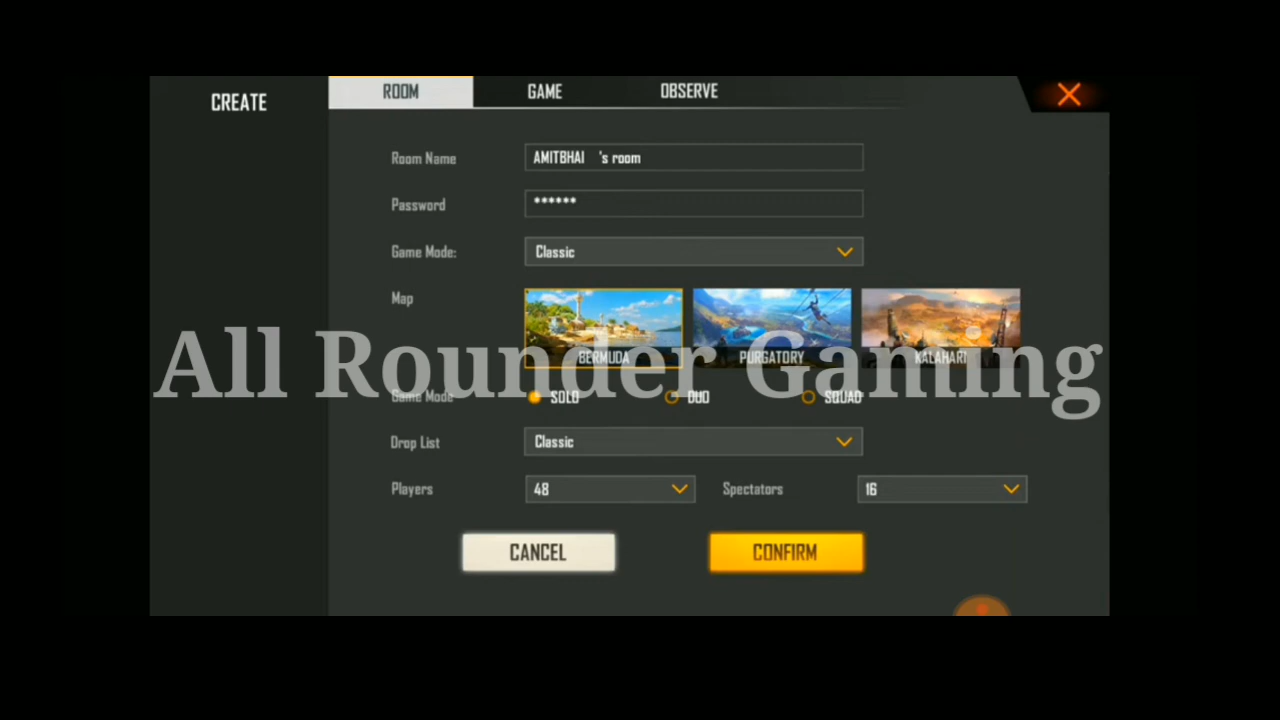 CREATE
ROOM GAME OBSERVE
Room Name AMITBHAI 's room
Password ******
Game Mode: Classic
Map
BERMUDA PURGATORY KALAHARI
All Rounder Gaming
Game Mode SOLO DUO SQUAD
Drop List Classic
Players 48 Spectators 16
CANCEL CONFIRM